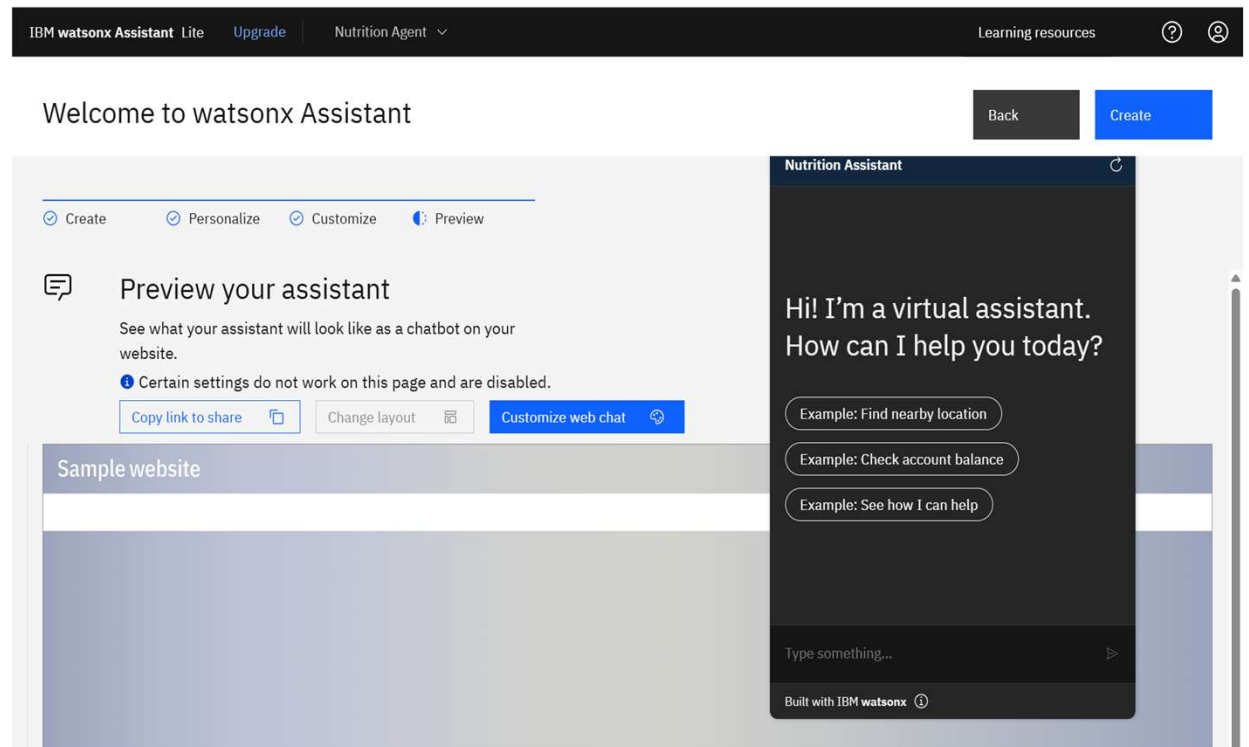 IBM watsonx Assistant Lite Upgrade Nutrition Agent Learning resources
Welcome to watsonx Assistant
Back
Create
Create Personalize Customize Preview
Preview your assistant
See what your assistant will look like as a chatbot on your
website.
Certain settings do not work on this page and are disabled.
Copy link to share
Change layout
Customize web chat
Sample website
Nutrition Assistant
Hi! I'm a virtual assistant.
How can I help you today?
Example: Find nearby location
Example: Check account balance
Example: See how I can help
Type something...
Built with IBM watsonx